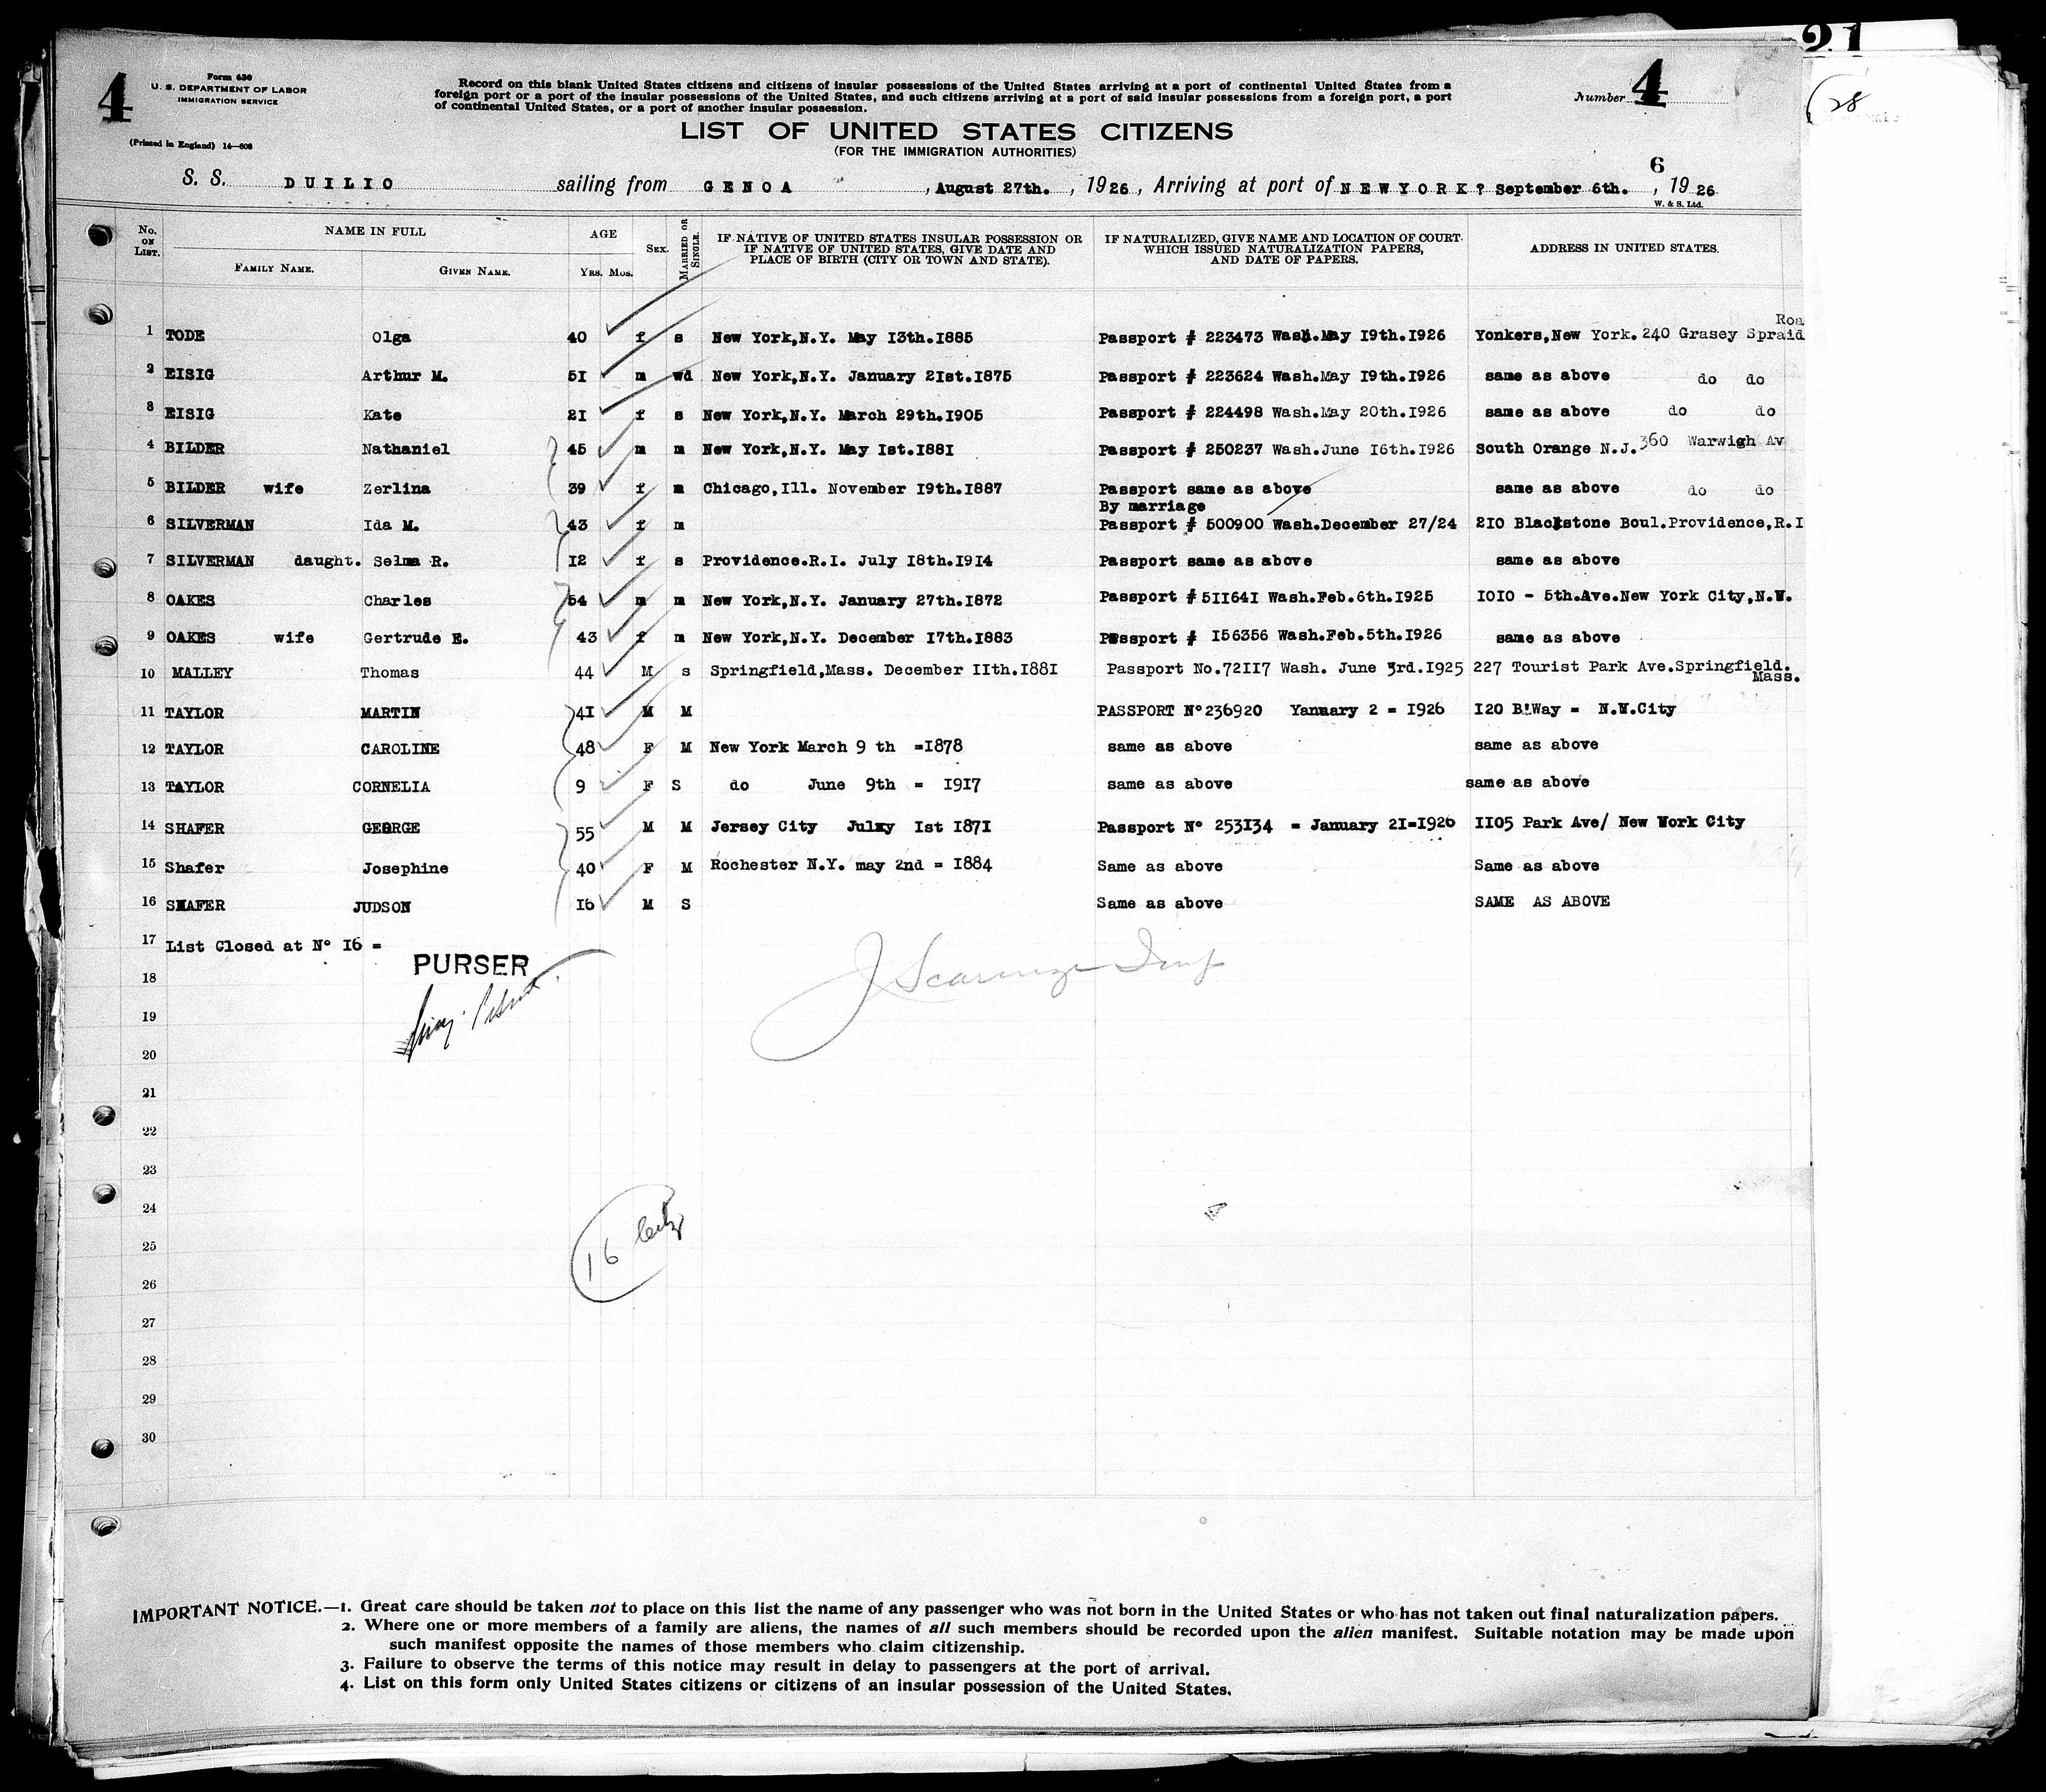 21
4
Form 630
U. S. DEPARTMENT OF LABOR
IMMIGRATION SERVICE
(Printed in England) 14—608
Record on this blank United States citizens and citizens of insular possessions of the United States arriving at a port of continental United States from a
foreign port or a port of the insular possessions of the United States, and such citizens arriving at a port of said insular possessions from a foreign port, a port
of continental United States, or a port of another insular possession.
Number 4
28
LIST OF UNITED STATES CITIZENS
(FOR THE IMMIGRATION AUTHORITIES)
6
S. S. DUILIO sailing from GENOA , August 27th. , 1926 , Arriving at port of NEWYORK? September 6th. , 1926
W. & S. Ltd.
No. ON LIST. NAME IN FULL FAMILY NAME. GIVEN NAME. AGE YRS. MOS. SEX. MARRIED OR SINGLE. IF NATIVE OF UNITED STATES INSULAR POSSESSION OR IF NATIVE OF UNITED STATES, GIVE DATE AND PLACE OF BIRTH (CITY OR TOWN AND STATE). IF NATURALIZED, GIVE NAME AND LOCATION OF COURT WHICH ISSUED NATURALIZATION PAPERS, AND DATE OF PAPERS. ADDRESS IN UNITED STATES.
Roa
1 TODE Olga 40 f s New York,N.Y. May 13th.1885 Passport # 223473 Wash.May 19th.1926 Yonkers,New York. 240 Grasey Spraid
2 EISIG Arthur M. 51 m wd New York,N.Y. January 21st.1875 Passport # 223624 Wash.May 19th.1926 same as above do do
3 EISIG Kate 21 f s New York,N.Y. March 29th.1905 Passport # 224498 Wash.May 20th.1926 same as above do do
4 BILDER Nathaniel 45 m m New York,N.Y. May 1st.1881 Passport # 250237 Wash.June 16th.1926 South Orange N.J. 360 Warwigh Av
5 BILDER wife Zerlina 39 f m Chicago,Ill. November 19th.1887 Passport same as above same as above do do
By marriage
6 SILVERMAN Ida M. 43 f m Passport # 500900 Wash.December 27/24 210 Blackstone Boul.Providence,R.I
7 SILVERMAN daught. Selma R. 12 f s Providence.R.I. July 18th.1914 Passport same as above same as above
8 OAKES Charles 54 m m New York,N.Y. January 27th.1872 Passport # 511641 Wash.Feb.6th.1925 1010 - 5th.Ave.New York City,N.Y.
9 OAKES wife Gertrude E. 43 f m New York,N.Y. December 17th.1883 Passport # 156356 Wash.Feb.5th.1926 same as above
10 MALLEY Thomas 44 M s Springfield,Mass. December 11th.1881 Passport No.72117 Wash. June 3rd.1925 227 Tourist Park Ave.Springfield.
Mass.
11 TAYLOR MARTIN 41 M M PASSPORT Nº 236920 Yanuary 2 = 1926 120 B!Way = N.Y.City
12 TAYLOR CAROLINE 48 F M New York March 9 th =1878 same as above same as above
13 TAYLOR CORNELIA 9 F S do June 9th = 1917 same as above same as above
14 SHAFER GEORGE 55 M M Jersey City Julxy 1st 1871 Passport Nº 253134 = January 21=1926 1105 Park Ave/ New York City
15 Shafer Josephine 40 F M Rochester N.Y. may 2nd = 1884 Same as above Same as above
16 SHAFER JUDSON 16 M S Same as above SAME AS ABOVE
17 List Closed at Nº 16 =
PURSER
18
19
20
21
22
23
24
16
25
26
27
28
29
30
IMPORTANT NOTICE.—1. Great care should be taken not to place on this list the name of any passenger who was not born in the United States or who has not taken out final naturalization papers.
2. Where one or more members of a family are aliens, the names of all such members should be recorded upon the alien manifest. Suitable notation may be made upon
such manifest opposite the names of those members who claim citizenship.
3. Failure to observe the terms of this notice may result in delay to passengers at the port of arrival.
4. List on this form only United States citizens or citizens of an insular possession of the United States.